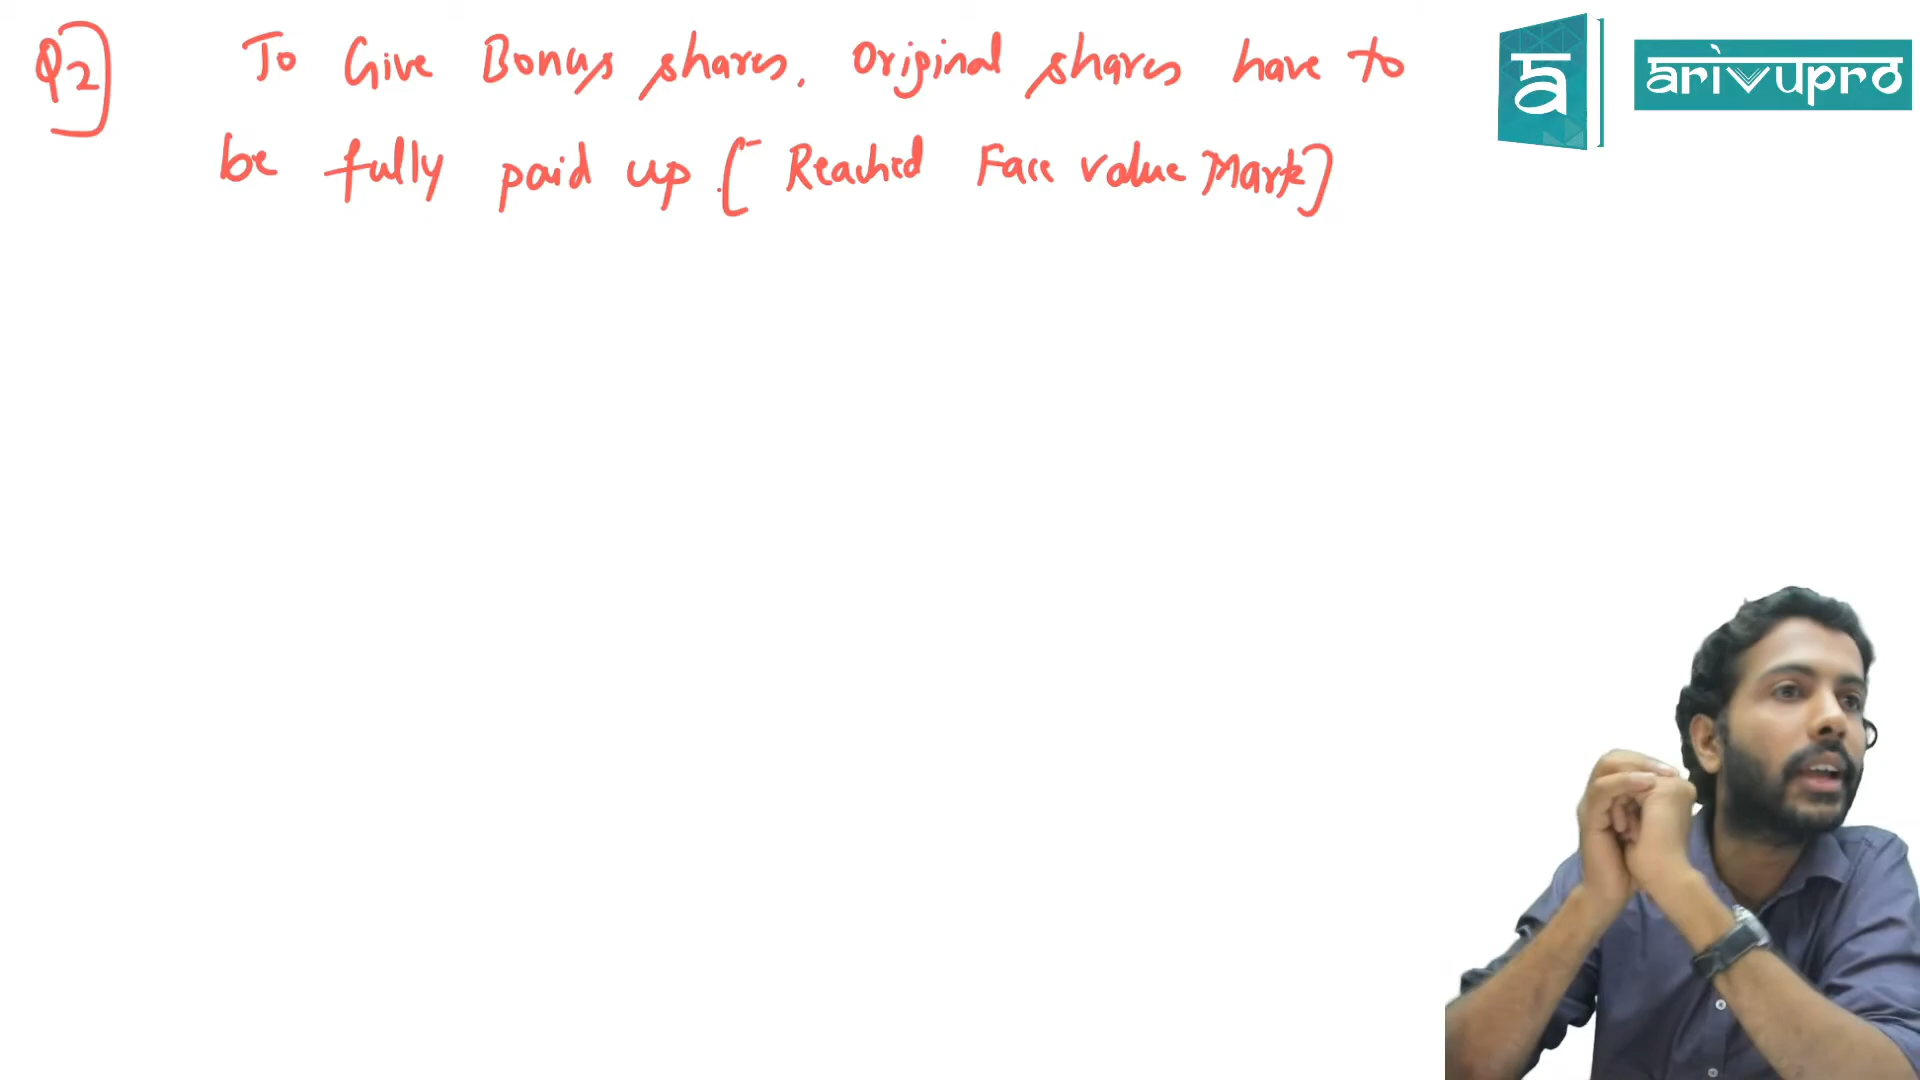 Q2] To Give Bonus shares. Original shares have to
be fully paid up [Reached Face value Mark]
a
arivupro